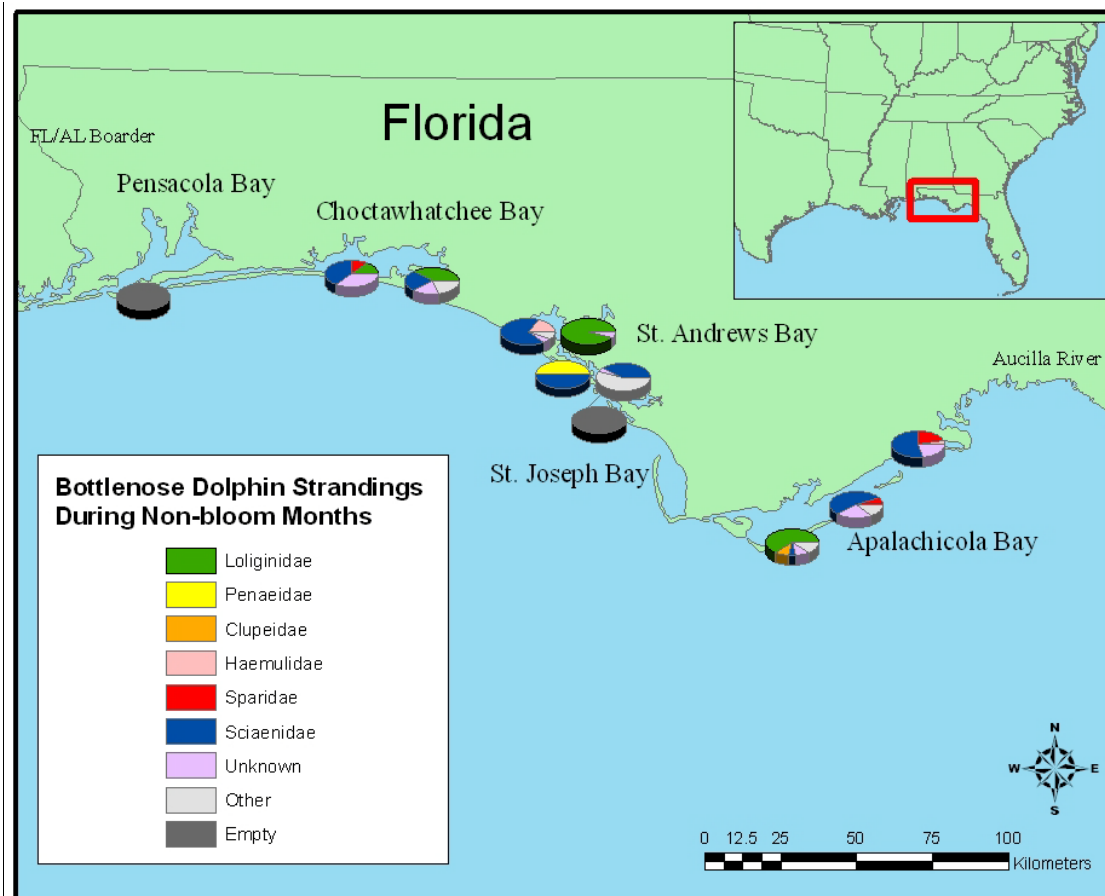 Florida
FL/AL Boarder
Pensacola Bay
Choctawhatchee Bay
St. Andrews Bay
Aucilla River
St. Joseph Bay
Apalachicola Bay
Bottlenose Dolphin Strandings
During Non-bloom Months
Loliginidae
Penaeidae
Clupeidae
Haemulidae
Sparidae
Sciaenidae
Unknown
Other
Empty
N
W E
S
0 12.5 25 50 75 100
Kilometers